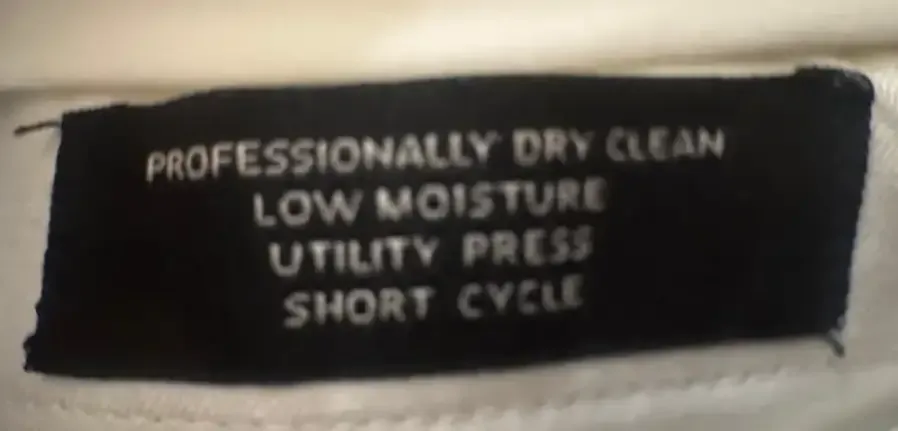 PROFESSIONALLY DRY CLEAN
LOW MOISTURE
UTILITY PRESS
SHORT CYCLE